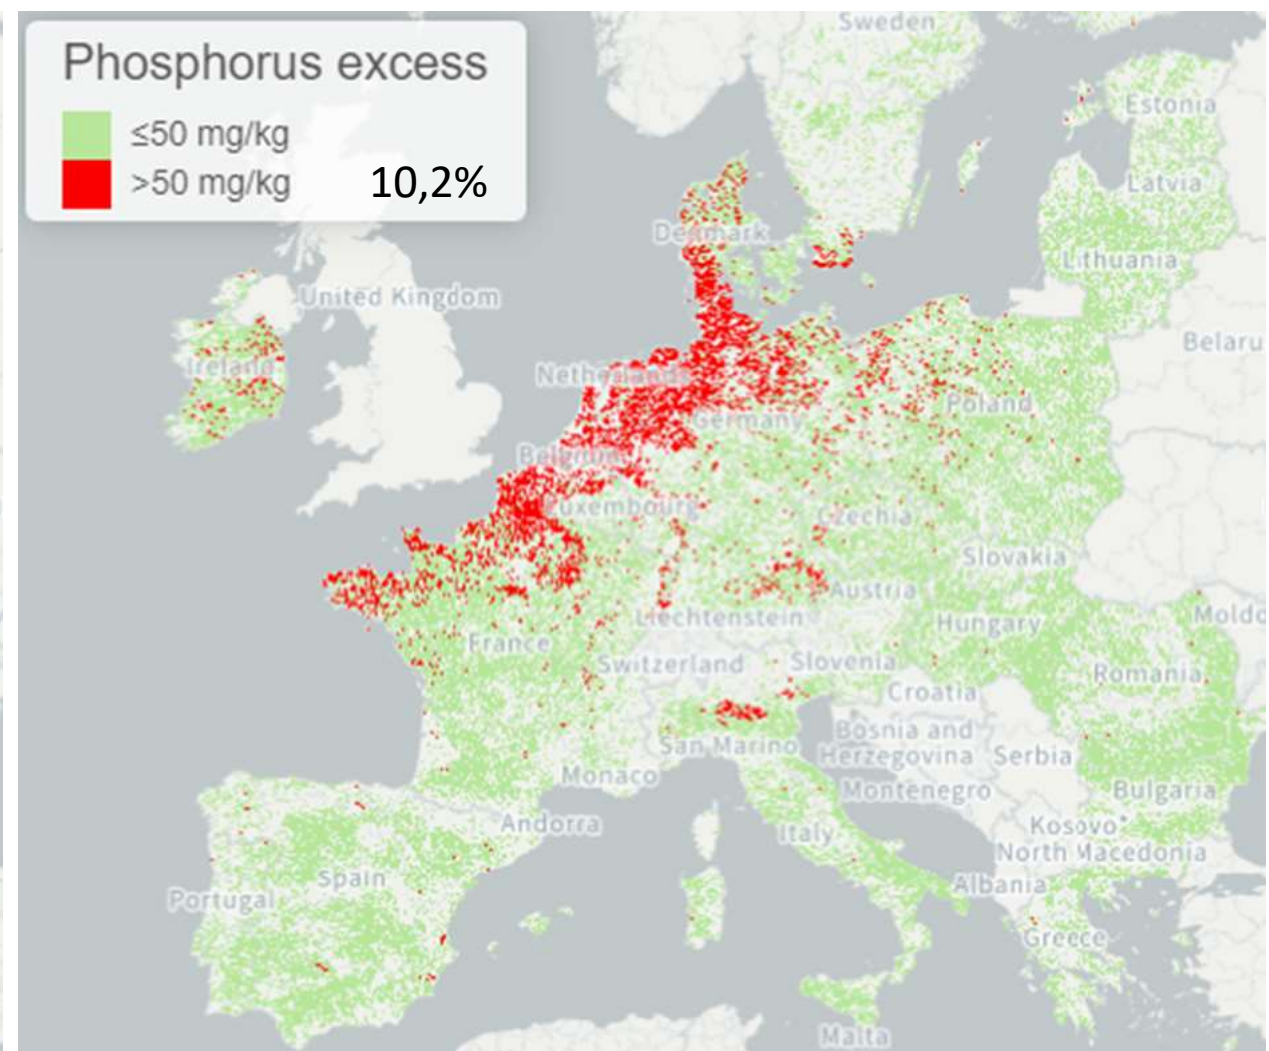 Phosphorus excess
≤50 mg/kg
>50 mg/kg 10,2%
Sweden
Estonia
Latvia
Denmark
Lithuania
United Kingdom
Belaru
Ireland
Netherlands
Poland
Germany
Belgium
Luxembourg
Czechia
Slovakia
Austria
Liechtenstein
Moldo
Hungary
France
Switzerland
Slovenia
Romania
Croatia
San Marino
Bosnia and
Herzegovina
Serbia
Monaco
Montenegro
Bulgaria
Andorra
Italy
Kosovo*
North Macedonia
Spain
Albania
Portugal
Greece
Malta